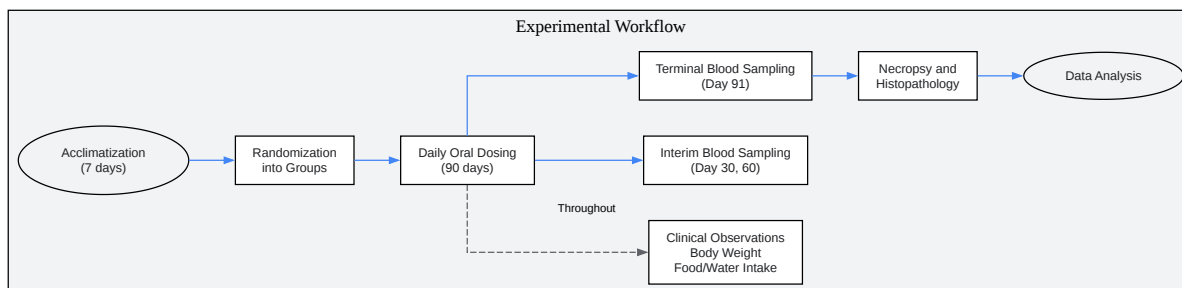 Experimental Workflow
Acclimatization
(7 days)
Randomization
into Groups
Daily Oral Dosing
(90 days)
Terminal Blood Sampling
(Day 91)
Necropsy and
Histopathology
Data Analysis
Interim Blood Sampling
(Day 30, 60)
Throughout
Clinical Observations
Body Weight
Food/Water Intake